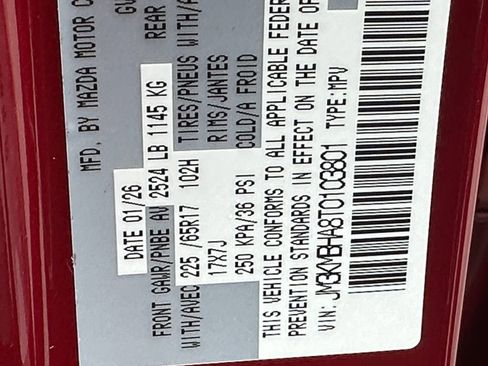 MFD. BY MAZDA MOTOR C
DATE 01/26
GV
FRONT GAWR/PNBE AV 2524 LB 1145 KG
REAR
WITH/AVEC 225 /65R17 102H
TIRES/PNEUS WITH/A
17X7J
RIMS/JANTES
250 KPA/36 PSI
COLD/A FROID
THIS VEHICLE CONFORMS TO ALL APPLICABLE FEDER
PREVENTION STANDARDS IN EFFECT ON THE DATE OF
VIN: JM3KMBHA8T0103801 TYPE: MPV